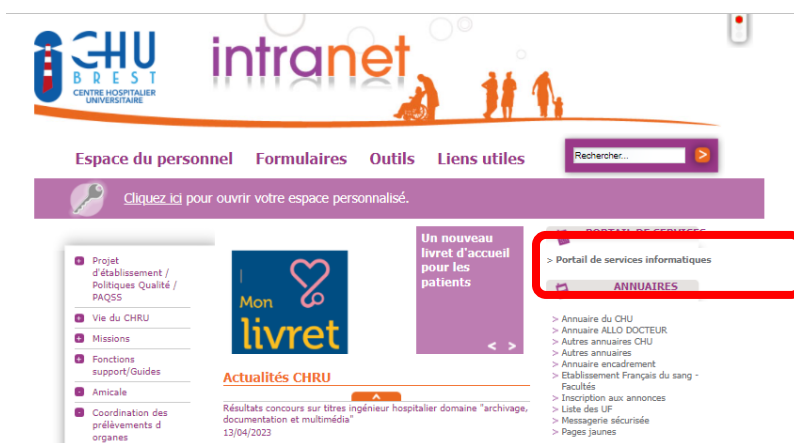 CHU
BREST
CENTRE HOSPITALIER
UNIVERSITAIRE
intranet
Espace du personnel Formulaires Outils Liens utiles
Rechercher...
>
Cliquez ici pour ouvrir votre espace personnalisé.
Projet
d'établissement /
Politiques Qualité /
PAQSS
Vie du CHRU
Missions
Fonctions
support/Guides
Amicale
Coordination des
prélèvements d
organes
Mon
livret
Un nouveau
livret d'accueil
pour les
patients
< >
Actualités CHRU
Résultats concours sur titres ingénieur hospitalier domaine "archivage,
documentation et multimédia"
13/04/2023
PORTAIL DE SERVICES
> Portail de services informatiques
ANNUAIRES
> Annuaire du CHU
> Annuaire ALLO DOCTEUR
> Autres annuaires CHU
> Autres annuaires
> Annuaire encadrement
> Etablissement Français du sang -
Facultés
> Inscription aux annonces
> Liste des UF
> Messagerie sécurisée
> Pages jaunes